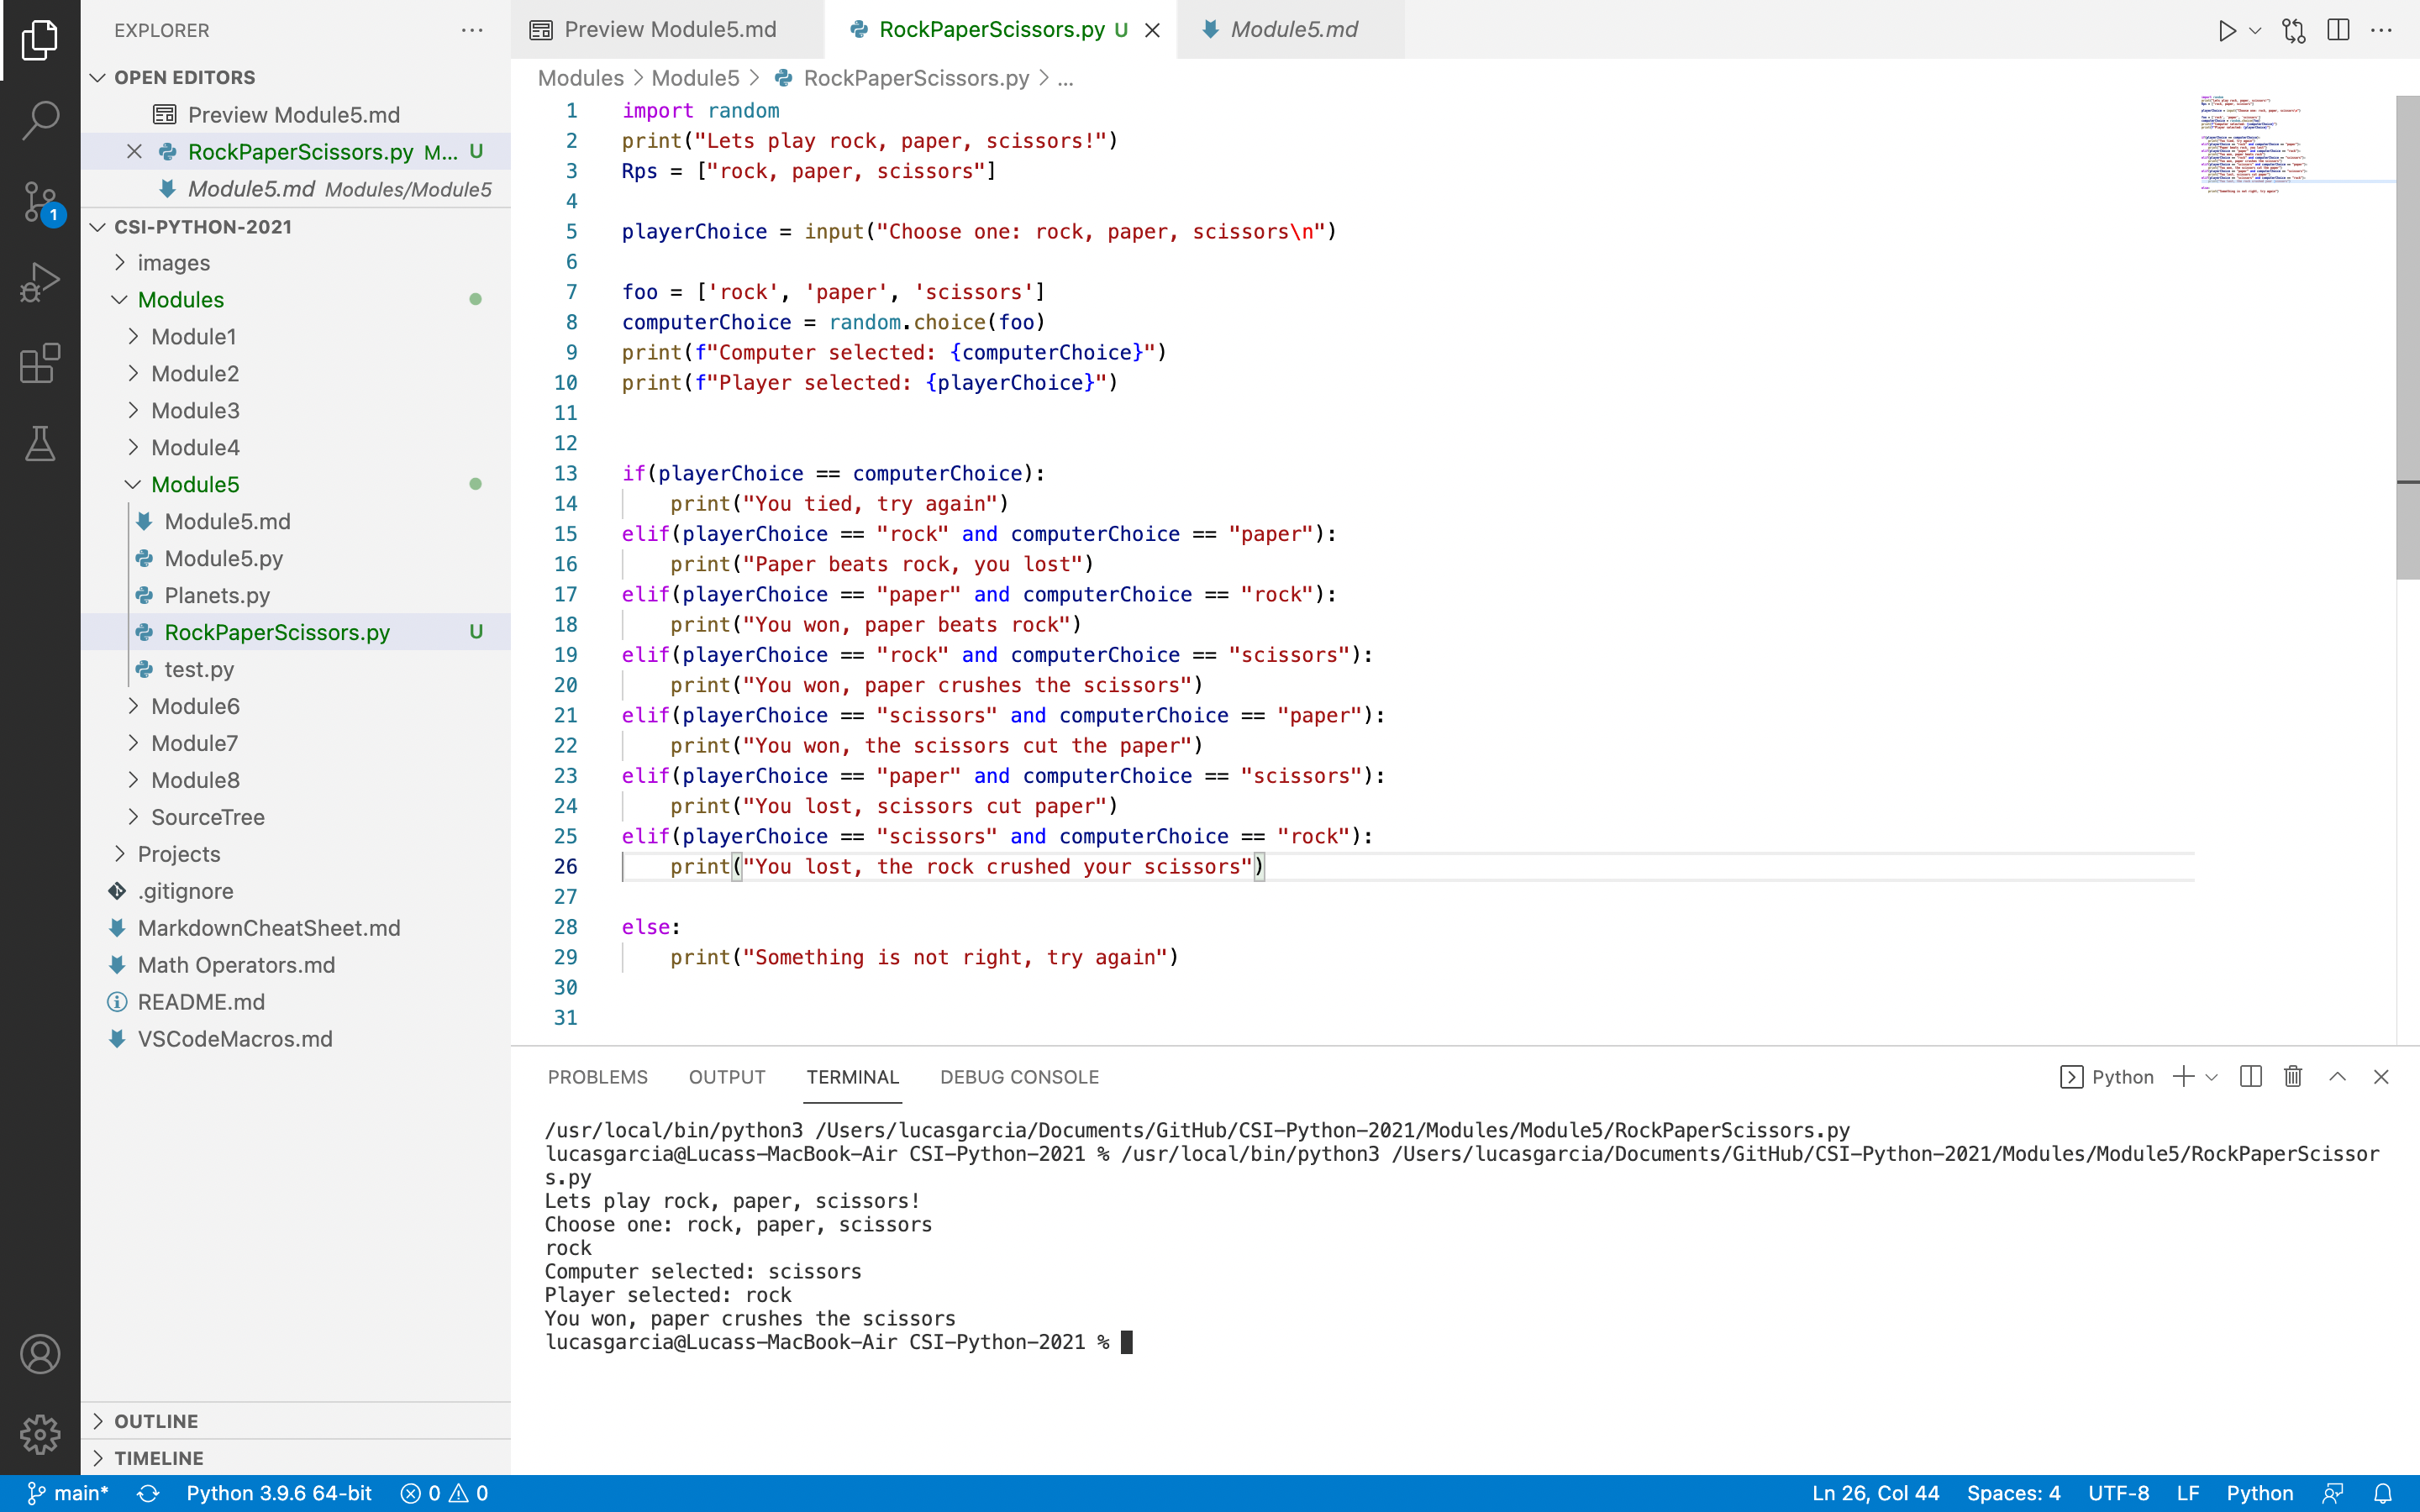 EXPLORER
OPEN EDITORS
Preview Module5.md
RockPaperScissors.py M... U
Module5.md Modules/Module5
CSI-PYTHON-2021
images
Modules
Module1
Module2
Module3
Module4
Module5
Module5.md
Module5.py
Planets.py
RockPaperScissors.py U
test.py
Module6
Module7
Module8
SourceTree
Projects
.gitignore
MarkdownCheatSheet.md
Math Operators.md
README.md
VSCodeMacros.md
OUTLINE
TIMELINE
1
Preview Module5.md
RockPaperScissors.py U
Module5.md
Modules > Module5 > RockPaperScissors.py > ...
1 import random
2 print("Lets play rock, paper, scissors!")
3 Rps = ["rock, paper, scissors"]
4
5 playerChoice = input("Choose one: rock, paper, scissors\n")
6
7 foo = ['rock', 'paper', 'scissors']
8 computerChoice = random.choice(foo)
9 print(f"Computer selected: {computerChoice}")
10 print(f"Player selected: {playerChoice}")
11
12
13 if(playerChoice == computerChoice):
14 print("You tied, try again")
15 elif(playerChoice == "rock" and computerChoice == "paper"):
16 print("Paper beats rock, you lost")
17 elif(playerChoice == "paper" and computerChoice == "rock"):
18 print("You won, paper beats rock")
19 elif(playerChoice == "rock" and computerChoice == "scissors"):
20 print("You won, paper crushes the scissors")
21 elif(playerChoice == "scissors" and computerChoice == "paper"):
22 print("You won, the scissors cut the paper")
23 elif(playerChoice == "paper" and computerChoice == "scissors"):
24 print("You lost, scissors cut paper")
25 elif(playerChoice == "scissors" and computerChoice == "rock"):
26 print("You lost, the rock crushed your scissors")
27
28 else:
29 print("Something is not right, try again")
30
31
PROBLEMS OUTPUT TERMINAL DEBUG CONSOLE Python
/usr/local/bin/python3 /Users/lucasgarcia/Documents/GitHub/CSI-Python-2021/Modules/Module5/RockPaperScissors.py
lucasgarcia@Lucass-MacBook-Air CSI-Python-2021 % /usr/local/bin/python3 /Users/lucasgarcia/Documents/GitHub/CSI-Python-2021/Modules/Module5/RockPaperScissor
s.py
Lets play rock, paper, scissors!
Choose one: rock, paper, scissors
rock
Computer selected: scissors
Player selected: rock
You won, paper crushes the scissors
lucasgarcia@Lucass-MacBook-Air CSI-Python-2021 %
main* Python 3.9.6 64-bit 0 0 Ln 26, Col 44 Spaces: 4 UTF-8 LF Python